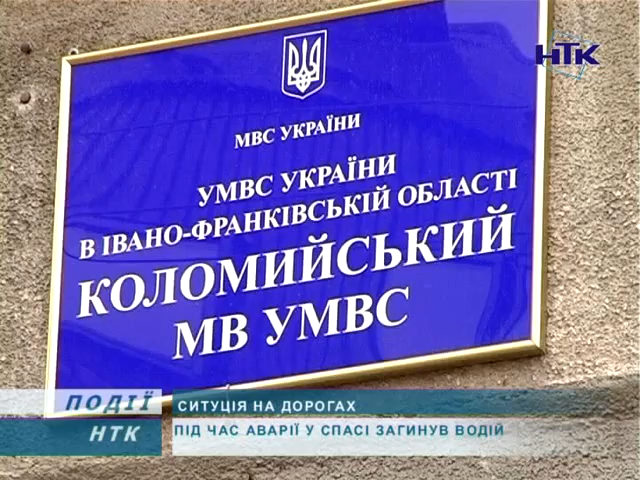 НТК
МВС УКРАЇНИ
УМВС УКРАЇНИ
В ІВАНО-ФРАНКІВСЬКІЙ ОБЛАСТІ
КОЛОМИЙСЬКИЙ
МВ УМВС
ПОДІЇ
СИТУЦІЯ НА ДОРОГАХ
НТК
ПІД ЧАС АВАРІЇ У СПАСІ ЗАГИНУВ ВОДІЙ